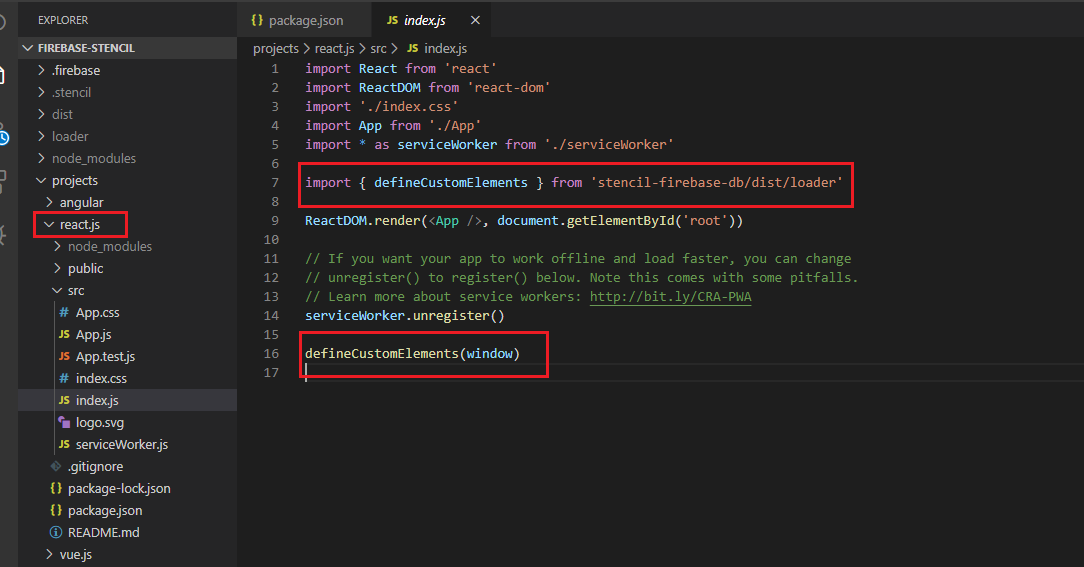 EXPLORER
FIREBASE-STENCIL
.firebase
.stencil
dist
loader
node_modules
projects
angular
react.js
node_modules
public
src
# App.css
JS App.js
JS App.test.js
# index.css
JS index.js
logo.svg
JS serviceWorker.js
.gitignore
{} package-lock.json
{} package.json
README.md
vue.js
{} package.json
JS index.js ×
projects > react.js > src > JS index.js
1 import React from 'react'
2 import ReactDOM from 'react-dom'
3 import './index.css'
4 import App from './App'
5 import * as serviceWorker from './serviceWorker'
6
7 import { defineCustomElements } from 'stencil-firebase-db/dist/loader'
8
9 ReactDOM.render(<App />, document.getElementById('root'))
10
11 // If you want your app to work offline and load faster, you can change
12 // unregister() to register() below. Note this comes with some pitfalls.
13 // Learn more about service workers: http://bit.ly/CRA-PWA
14 serviceWorker.unregister()
15
16 defineCustomElements(window)
17